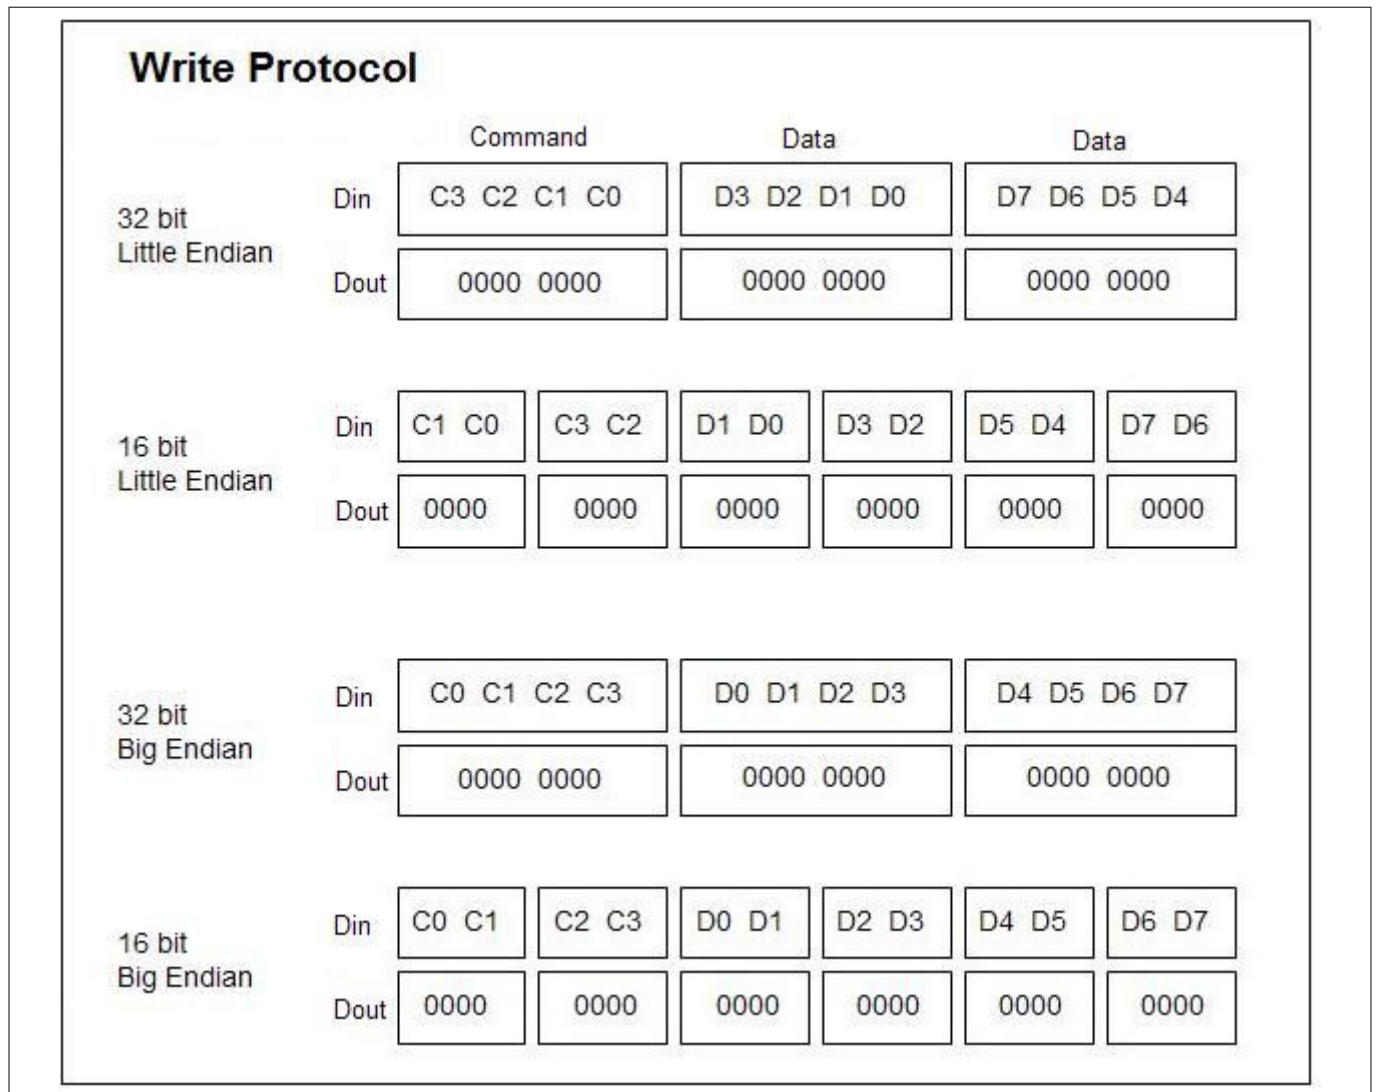 Write Protocol
Command Data Data
32 bit
Little Endian
Din C3 C2 C1 C0 D3 D2 D1 D0 D7 D6 D5 D4
Dout 0000 0000 0000 0000 0000 0000
16 bit
Little Endian
Din C1 C0 C3 C2 D1 D0 D3 D2 D5 D4 D7 D6
Dout 0000 0000 0000 0000 0000 0000
32 bit
Big Endian
Din C0 C1 C2 C3 D0 D1 D2 D3 D4 D5 D6 D7
Dout 0000 0000 0000 0000 0000 0000
16 bit
Big Endian
Din C0 C1 C2 C3 D0 D1 D2 D3 D4 D5 D6 D7
Dout 0000 0000 0000 0000 0000 0000